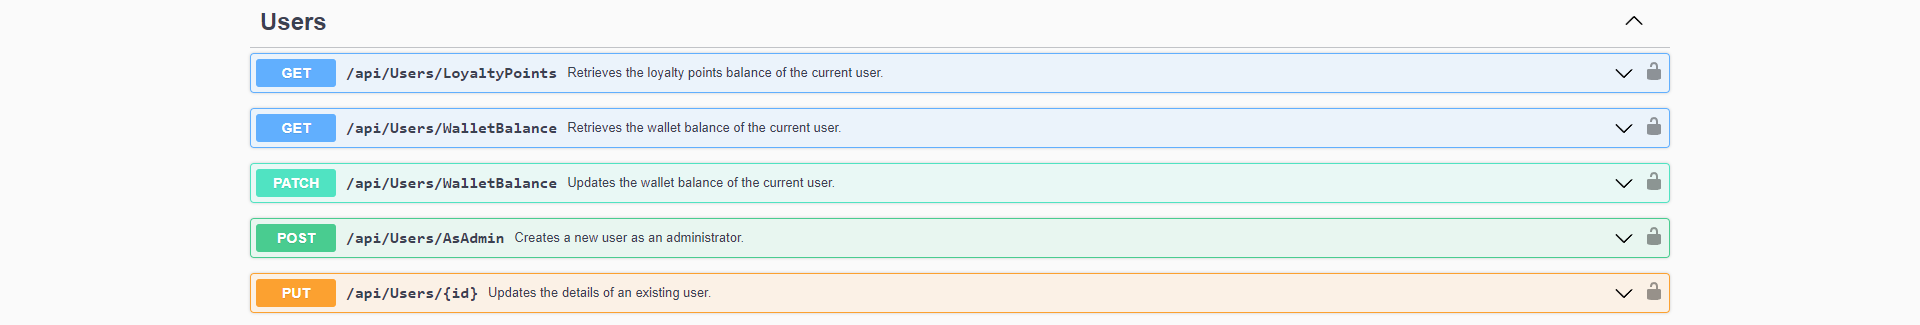 Users
GET /api/Users/LoyaltyPoints Retrieves the loyalty points balance of the current user.
GET /api/Users/WalletBalance Retrieves the wallet balance of the current user.
PATCH /api/Users/WalletBalance Updates the wallet balance of the current user.
POST /api/Users/AsAdmin Creates a new user as an administrator.
PUT /api/Users/{id} Updates the details of an existing user.